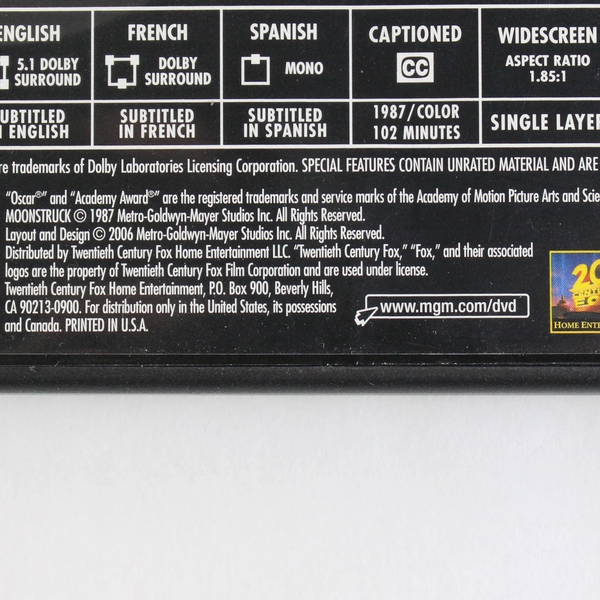 ENGLISH FRENCH SPANISH CAPTIONED WIDESCREEN
5.1 DOLBY SURROUND DOLBY SURROUND MONO CC ASPECT RATIO 1.85:1
SUBTITLED IN ENGLISH SUBTITLED IN FRENCH SUBTITLED IN SPANISH 1987/COLOR 102 MINUTES SINGLE LAYER
re trademarks of Dolby Laboratories Licensing Corporation. SPECIAL FEATURES CONTAIN UNRATED MATERIAL AND ARE
"Oscar®" and "Academy Award®" are the registered trademarks and service marks of the Academy of Motion Picture Arts and Scie
MOONSTRUCK © 1987 Metro-Goldwyn-Mayer Studios Inc. All Rights Reserved.
Layout and Design © 2006 Metro-Goldwyn-Mayer Studios Inc. All Rights Reserved.
Distributed by Twentieth Century Fox Home Entertainment LLC. "Twentieth Century Fox," "Fox," and their associated
logos are the property of Twentieth Century Fox Film Corporation and are used under license.
Twentieth Century Fox Home Entertainment, P.O. Box 900, Beverly Hills,
CA 90213-0900. For distribution only in the United States, its possessions
and Canada. PRINTED IN U.S.A.
www.mgm.com/dvd
20
HOME ENTE